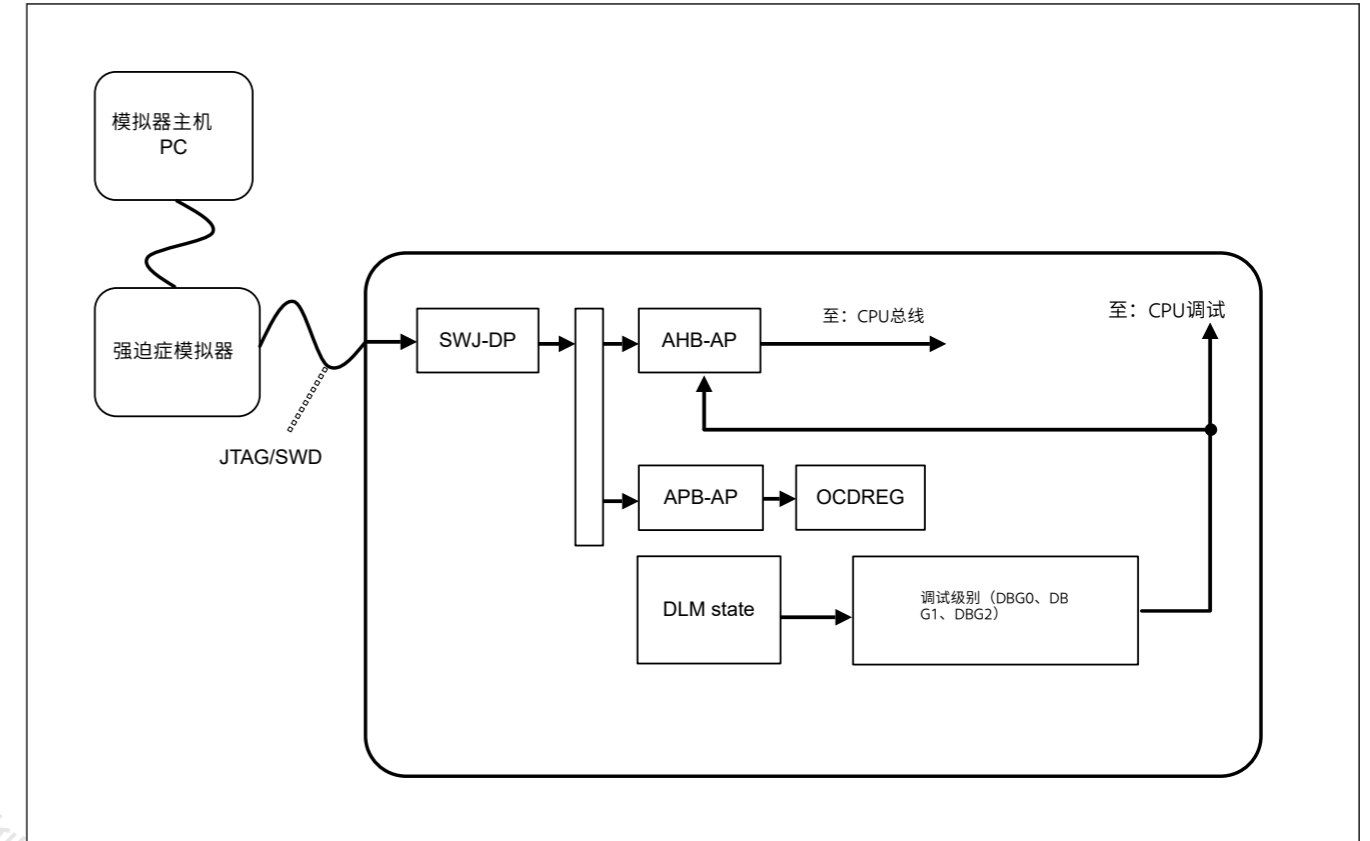 模拟器主机
PC
强迫症模拟器
JTAG/SWD
SWJ-DP
AHB-AP
至：CPU总线
至：CPU调试
APB-AP
OCDREG
DLM state
调试级别（DBG0、DB
G1、DBG2）